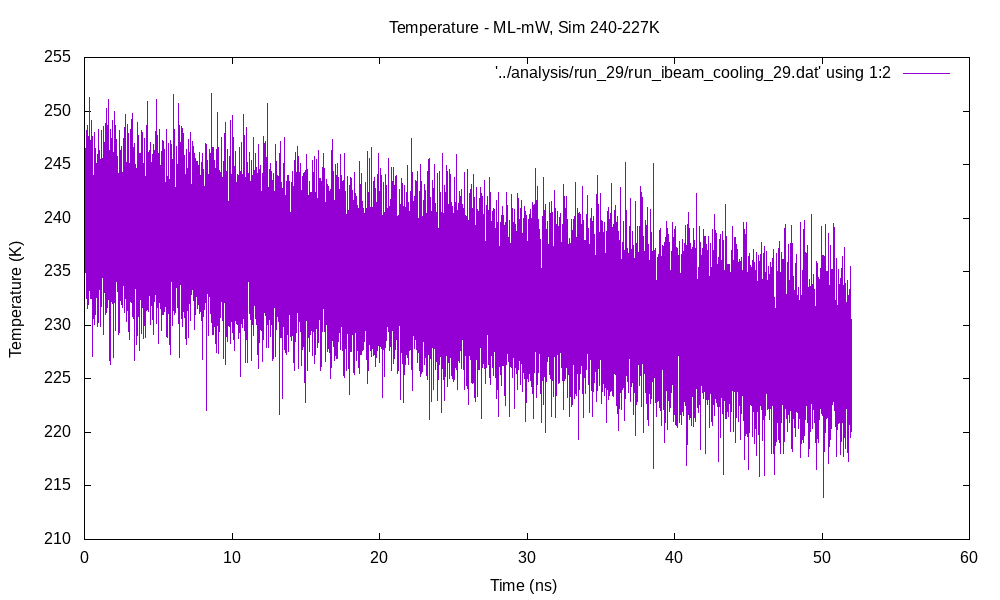 Temperature - ML-mW, Sim 240-227K
'../analysis/run_29/run_ibeam_cooling_29.dat' using 1:2
Temperature (K)
255
250
245
240
235
230
225
220
215
210
0 10 20 30 40 50 60
Time (ns)